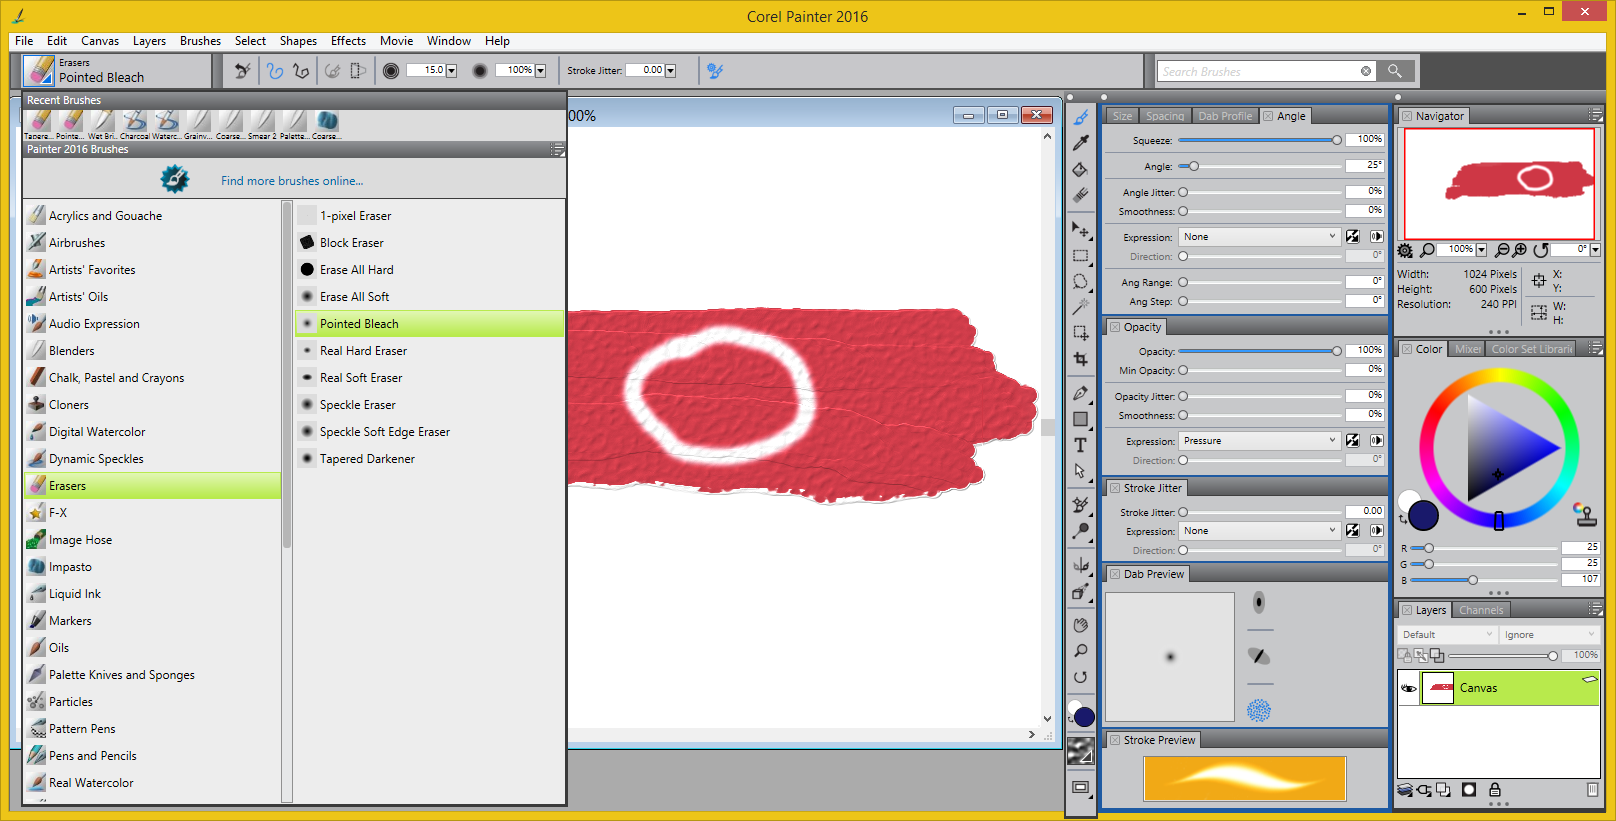 Corel Painter 2016
File Edit Canvas Layers Brushes Select Shapes Effects Movie Window Help
Erasers
Pointed Bleach
15.0
100%
Stroke Jitter: 0.00
Search Brushes
Recent Brushes
Tapere... Pointe... Wet Bri... Charcoal Waterc... Grainv... Coarse... Smear 2 Palette... Coarse...
Painter 2016 Brushes
Find more brushes online...
Acrylics and Gouache
Airbrushes
Artists' Favorites
Artists' Oils
Audio Expression
Blenders
Chalk, Pastel and Crayons
Cloners
Digital Watercolor
Dynamic Speckles
Erasers
F-X
Image Hose
Impasto
Liquid Ink
Markers
Oils
Palette Knives and Sponges
Particles
Pattern Pens
Pens and Pencils
Real Watercolor
1-pixel Eraser
Block Eraser
Erase All Hard
Erase All Soft
Pointed Bleach
Real Hard Eraser
Real Soft Eraser
Speckle Eraser
Speckle Soft Edge Eraser
Tapered Darkener
00%
T
Size Spacing Dab Profile Angle
Squeeze: 100%
Angle: 25°
Angle Jitter: 0%
Smoothness: 0%
Expression: None
Direction: 0°
Ang Range: 0°
Ang Step: 0°
Opacity
Opacity: 100%
Min Opacity: 0%
Opacity Jitter: 0%
Smoothness: 0%
Expression: Pressure
Direction: 0°
Stroke Jitter
Stroke Jitter: 0.00
Expression: None
Direction: 0°
Dab Preview
Stroke Preview
Navigator
100% 0°
Width: 1024 Pixels
Height: 600 Pixels
Resolution: 240 PPI
X:
Y:
W:
H:
Color Mixer Color Set Librari
R 25
G 25
B 107
Layers Channels
Default Ignore
100%
Canvas